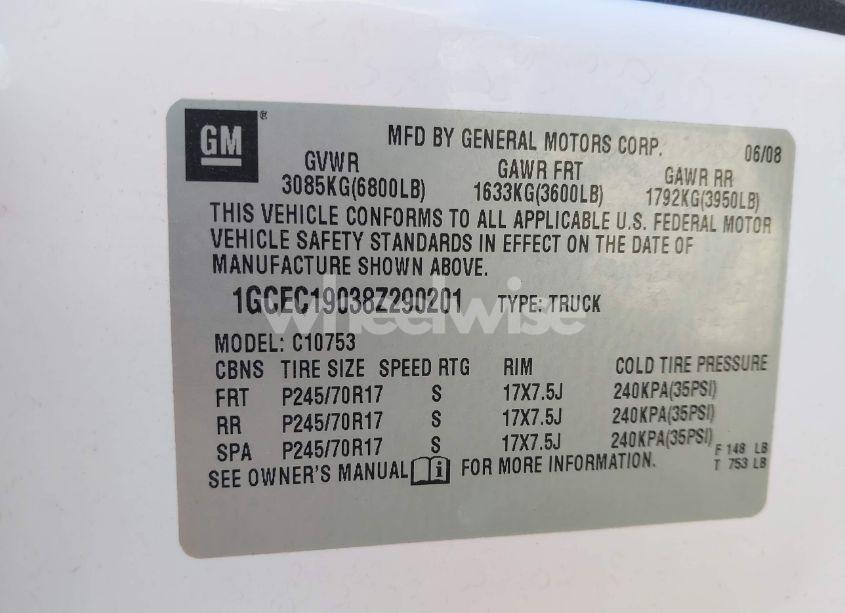 GM®
MFD BY GENERAL MOTORS CORP. 06/08
GVWR GAWR FRT GAWR RR
3085KG(6800LB) 1633KG(3600LB) 1792KG(3950LB)
THIS VEHICLE CONFORMS TO ALL APPLICABLE U.S. FEDERAL MOTOR
VEHICLE SAFETY STANDARDS IN EFFECT ON THE DATE OF
MANUFACTURE SHOWN ABOVE.
1GCEC19038Z290201 TYPE: TRUCK
wheelwise
MODEL: C10753
CBNS TIRE SIZE SPEED RTG RIM COLD TIRE PRESSURE
FRT P245/70R17 S 17X7.5J 240KPA(35PSI)
RR P245/70R17 S 17X7.5J 240KPA(35PSI)
SPA P245/70R17 S 17X7.5J 240KPA(35PSI)
F 148 LB
T 753 LB
SEE OWNER'S MANUAL i FOR MORE INFORMATION.